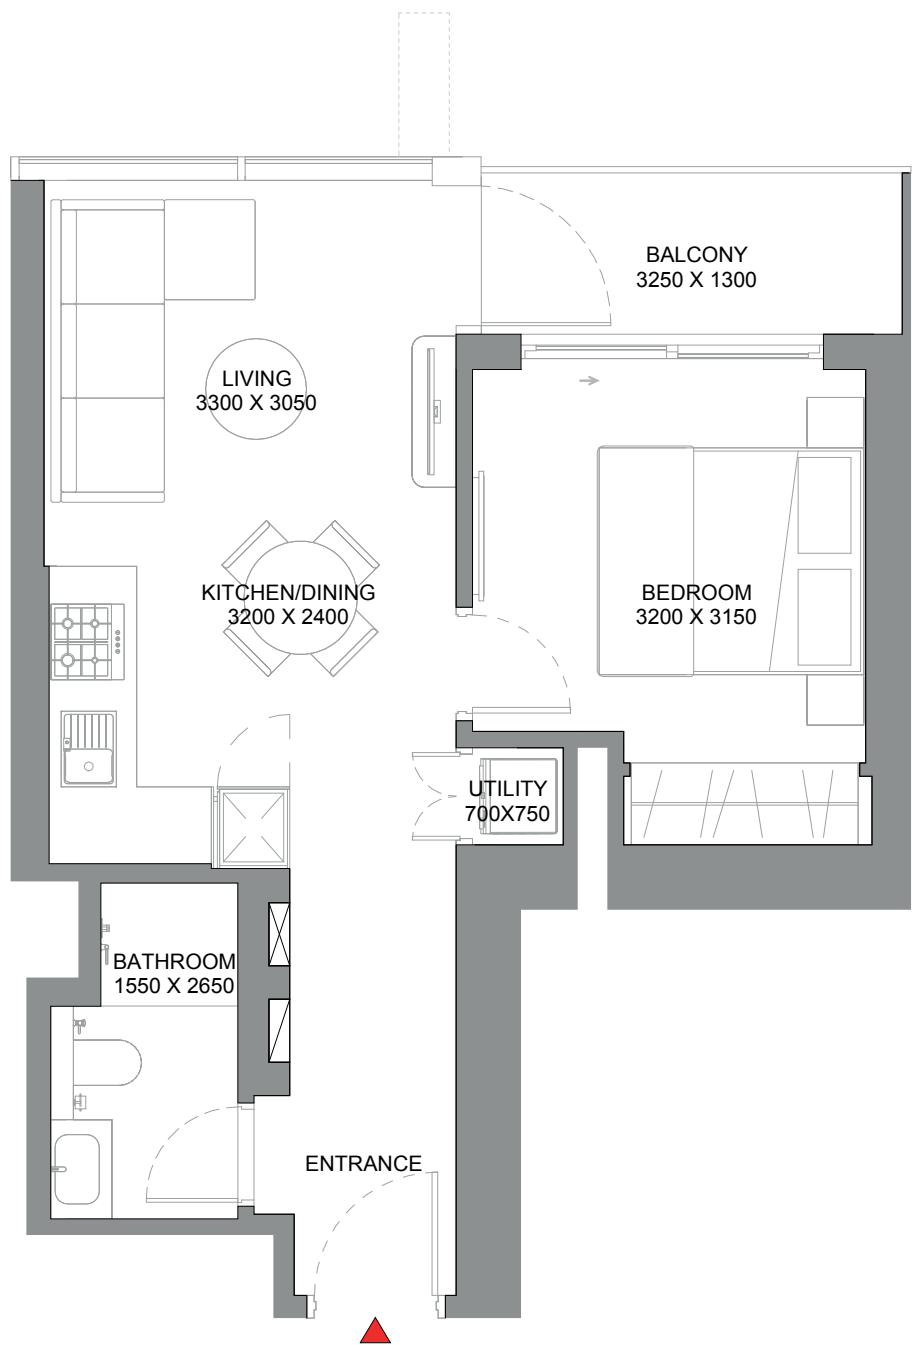 BALCONY
3250 X 1300
LIVING
3300 X 3050
KITCHEN/DINING
3200 X 2400
BEDROOM
3200 X 3150
UTILITY
700X750
BATHROOM
1550 X 2650
ENTRANCE